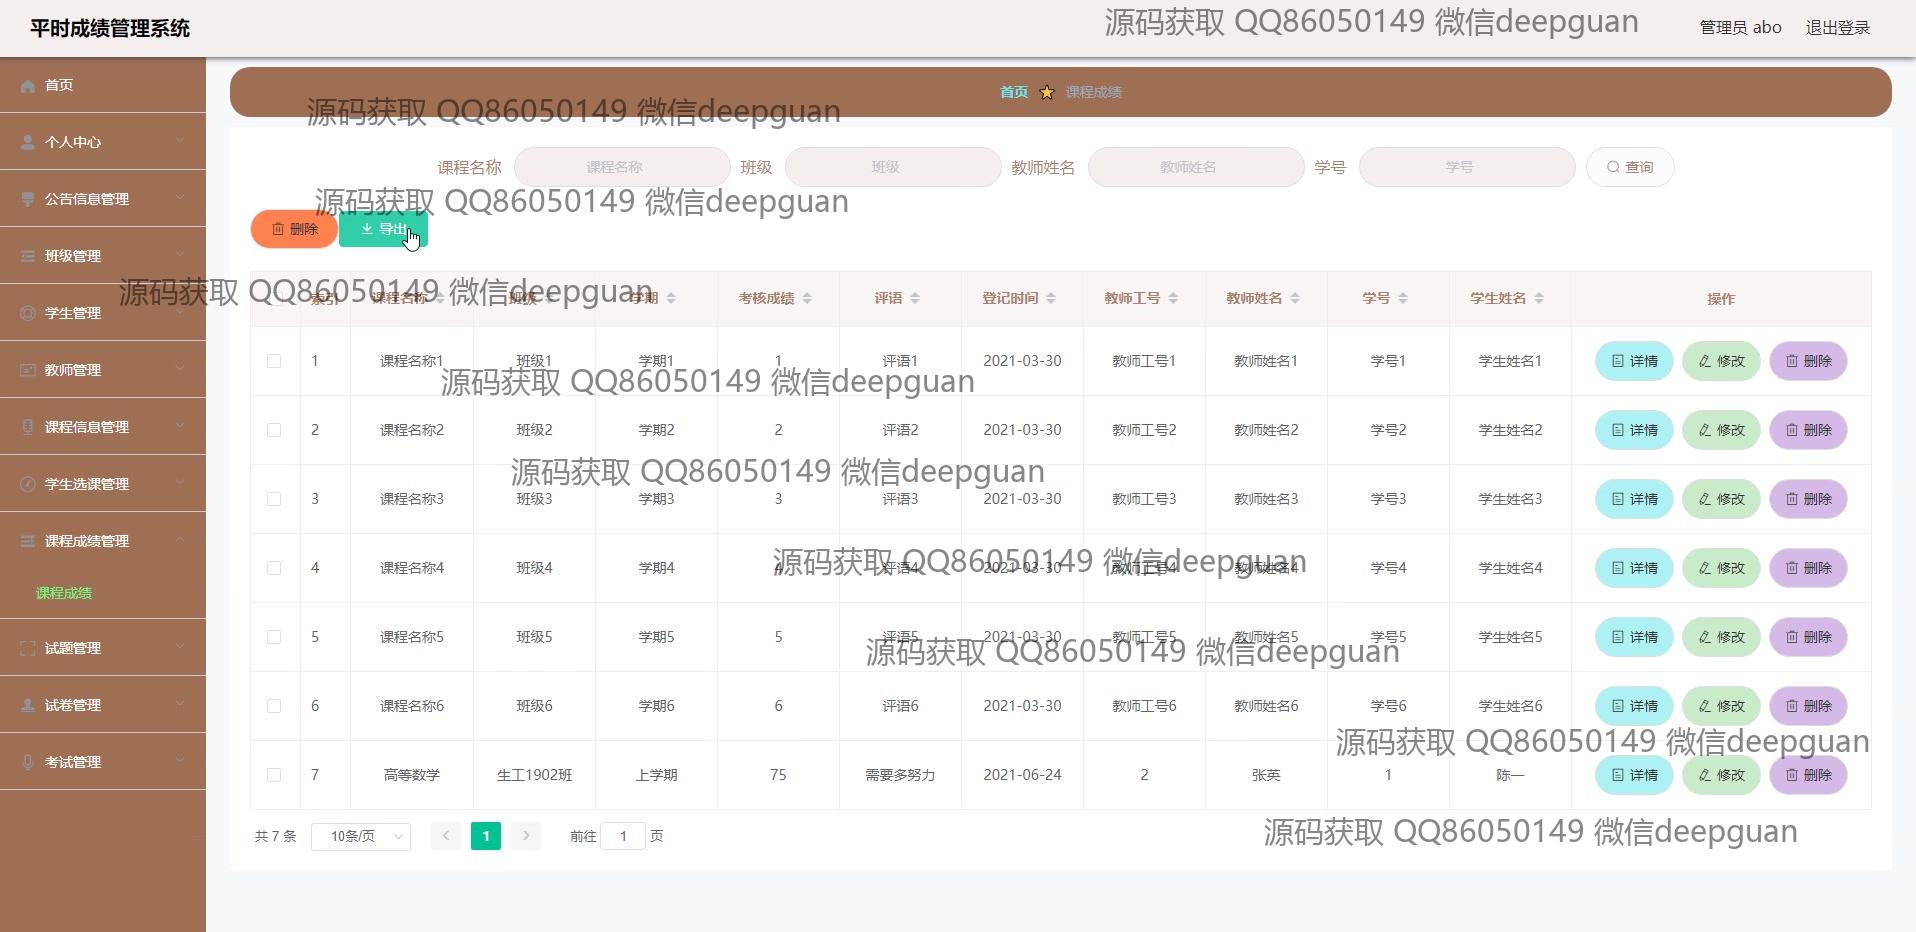 平时成绩管理系统
源码获取 QQ86050149 微信deepguan
管理员 abo 退出登录
首页
个人中心
公告信息管理
班级管理
学生管理
教师管理
课程信息管理
学生选课管理
课程成绩管理
课程成绩
试题管理
试卷管理
考试管理
首页 课程成绩
源码获取 QQ86050149 微信deepguan
课程名称 课程名称 班级 班级 教师姓名 教师姓名 学号 学号 查询
源码获取 QQ86050149 微信deepguan
删除 导出
源码获取 QQ86050149 微信deepguan
索引 课程名称 班级 学期 考核成绩 评语 登记时间 教师工号 教师姓名 学号 学生姓名 操作
1 课程名称1 班级1 学期1 1 评语1 2021-03-30 教师工号1 教师姓名1 学号1 学生姓名1 详情 修改 删除
源码获取 QQ86050149 微信deepguan
2 课程名称2 班级2 学期2 2 评语2 2021-03-30 教师工号2 教师姓名2 学号2 学生姓名2 详情 修改 删除
源码获取 QQ86050149 微信deepguan
3 课程名称3 班级3 学期3 3 评语3 2021-03-30 教师工号3 教师姓名3 学号3 学生姓名3 详情 修改 删除
源码获取 QQ86050149 微信deepguan
4 课程名称4 班级4 学期4 4 评语4 2021-03-30 教师工号4 教师姓名4 学号4 学生姓名4 详情 修改 删除
5 课程名称5 班级5 学期5 5 评语5 2021-03-30 教师工号5 教师姓名5 学号5 学生姓名5 详情 修改 删除
源码获取 QQ86050149 微信deepguan
6 课程名称6 班级6 学期6 6 评语6 2021-03-30 教师工号6 教师姓名6 学号6 学生姓名6 详情 修改 删除
源码获取 QQ86050149 微信deepguan
7 高等数学 生工1902班 上学期 75 需要多努力 2021-06-24 2 张英 1 陈一 详情 修改 删除
共 7 条 10条/页 1 前往 1 页
源码获取 QQ86050149 微信deepguan